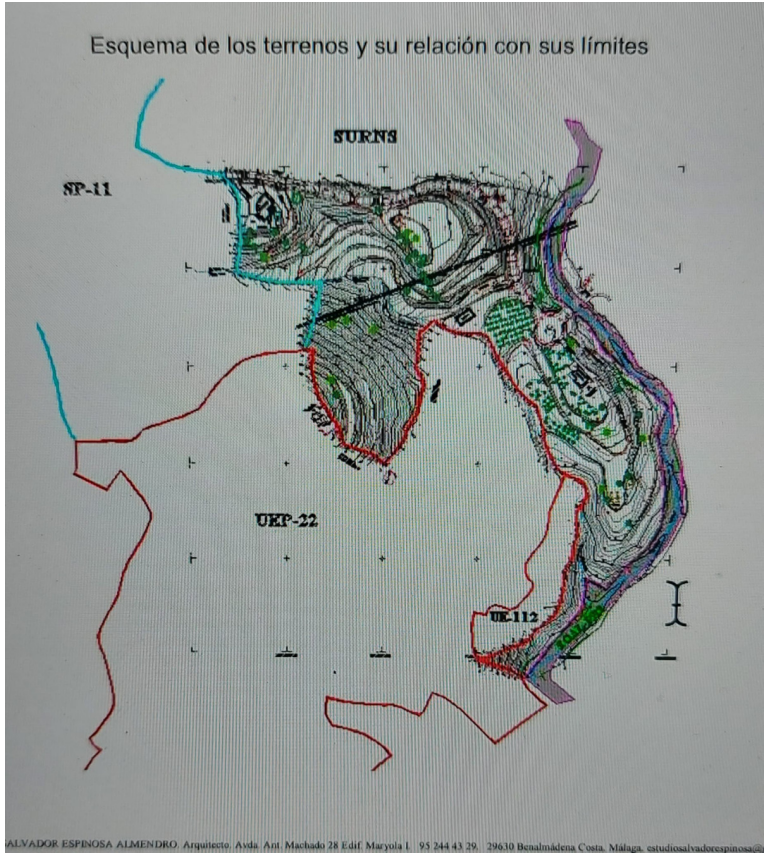 Esquema de los terrenos y su relación con sus límites
SURNS
SP-11
UEP-22
UE-112
ALVADOR ESPINOSA ALMENDRO. Arquitecto. Avda. Ant. Machado 28 Edif. Maryola I. 95 244 43 29. 29630 Benalmádena Costa. Málaga. estudiosalvadorespinosa@